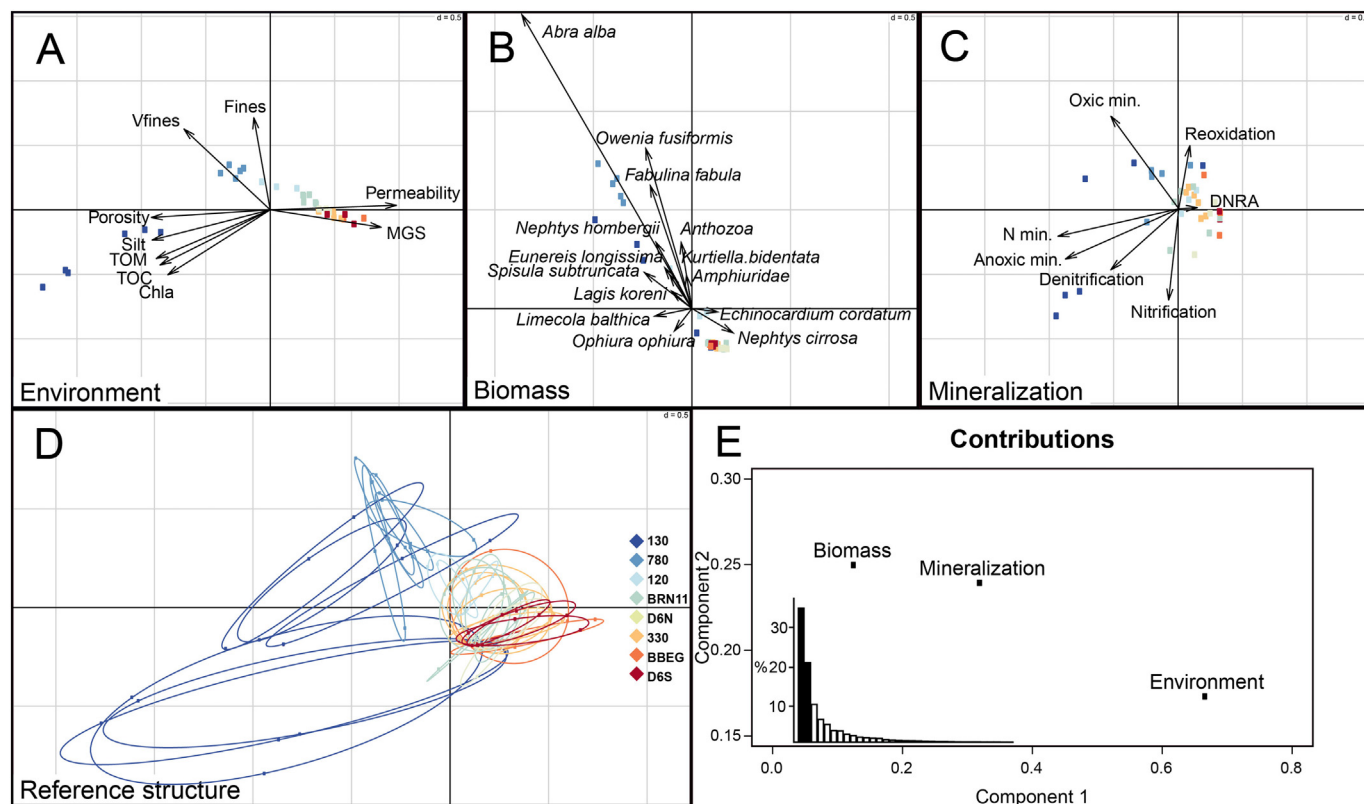 A
d = 0.5
Fines
Vfines
Permeability
Porosity
MGS
Silt
TOM
TOC
Chla
Environment
B
d = 0.5
Abra alba
Owenia fusiformis
Fabulina fabula
Nephtys hombergii
Anthozoa
Eunereis longissima
Kurtiella.bidentata
Spisula subtruncata
Amphiuridae
Lagis koreni
Limecola balthica
Echinocardium cordatum
Ophiura ophiura
Nephtys cirrosa
Biomass
C
Oxic min.
Reoxidation
DNRA
N min.
Anoxic min.
Denitrification
Nitrification
Mineralization
D
d = 0.5
130
780
120
BRN11
D6N
330
BBEG
D6S
Reference structure
E
Contributions
0.30
0.25
0.15
Component 2
Biomass
Mineralization
Environment
30
%20
10
0.0 0.2 0.4 0.6 0.8
Component 1